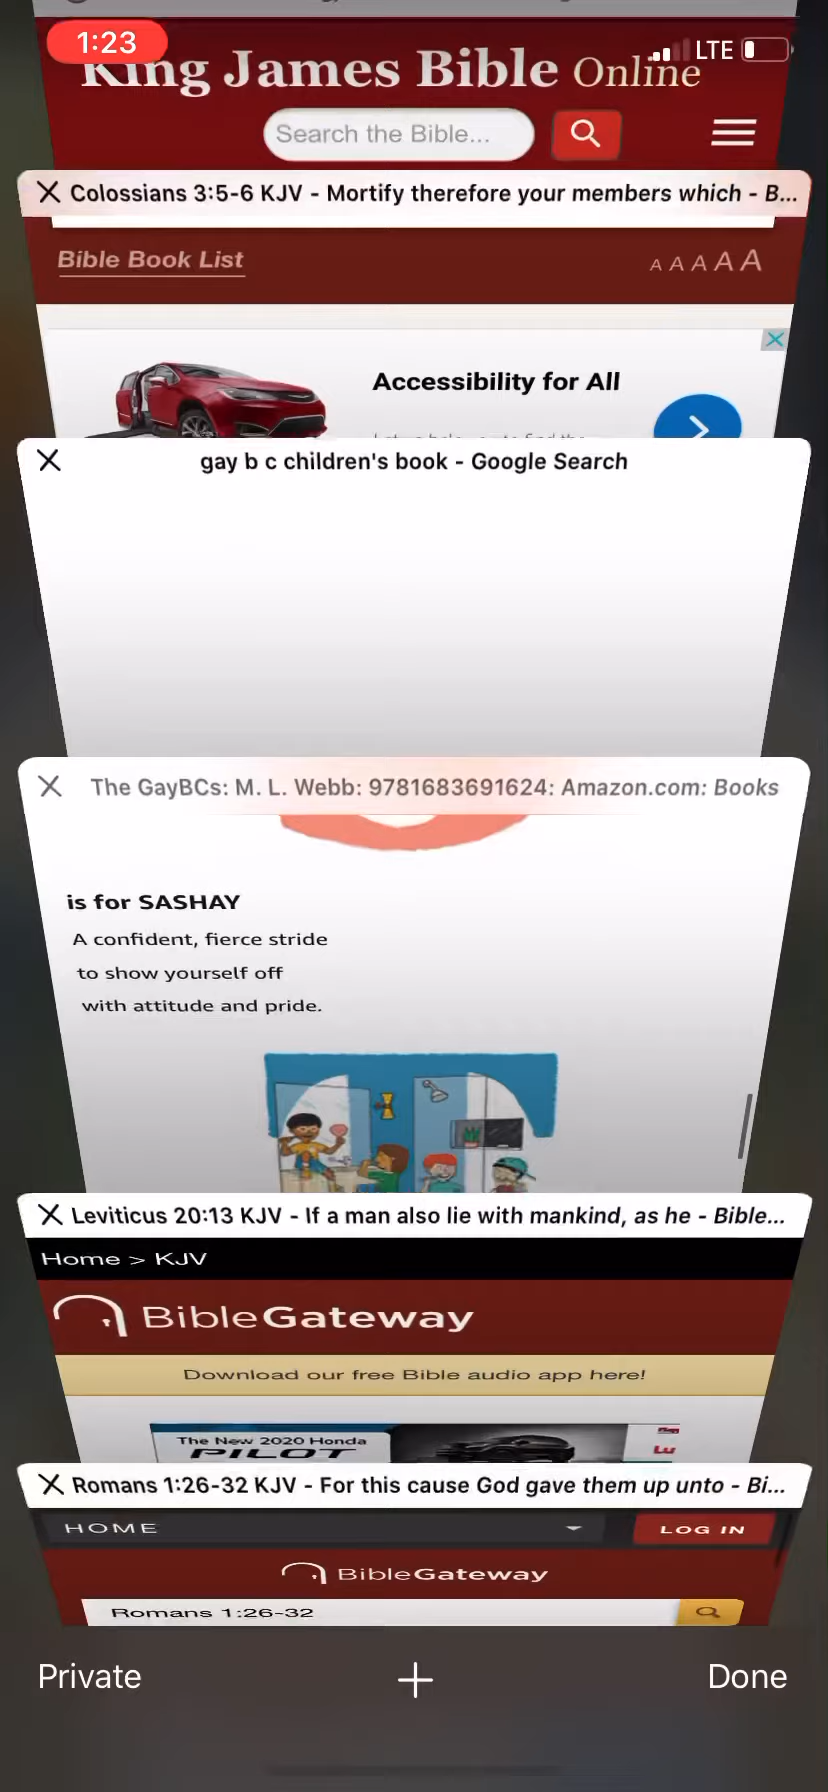 1:23
LTE
King James Bible Online
Search the Bible...
Colossians 3:5-6 KJV - Mortify therefore your members which - B...
Bible Book List
A A A A A
Accessibility for All
gay b c children's book - Google Search
The GayBCs: M. L. Webb: 9781683691624: Amazon.com: Books
is for SASHAY
A confident, fierce stride
to show yourself off
with attitude and pride.
Leviticus 20:13 KJV - If a man also lie with mankind, as he - Bible...
Home > KJV
BibleGateway
Download our free Bible audio app here!
The New 2020 Honda
PILOT
Romans 1:26-32 KJV - For this cause God gave them up unto - Bi...
HOME
LOG IN
BibleGateway
Romans 1:26-32
Private
Done